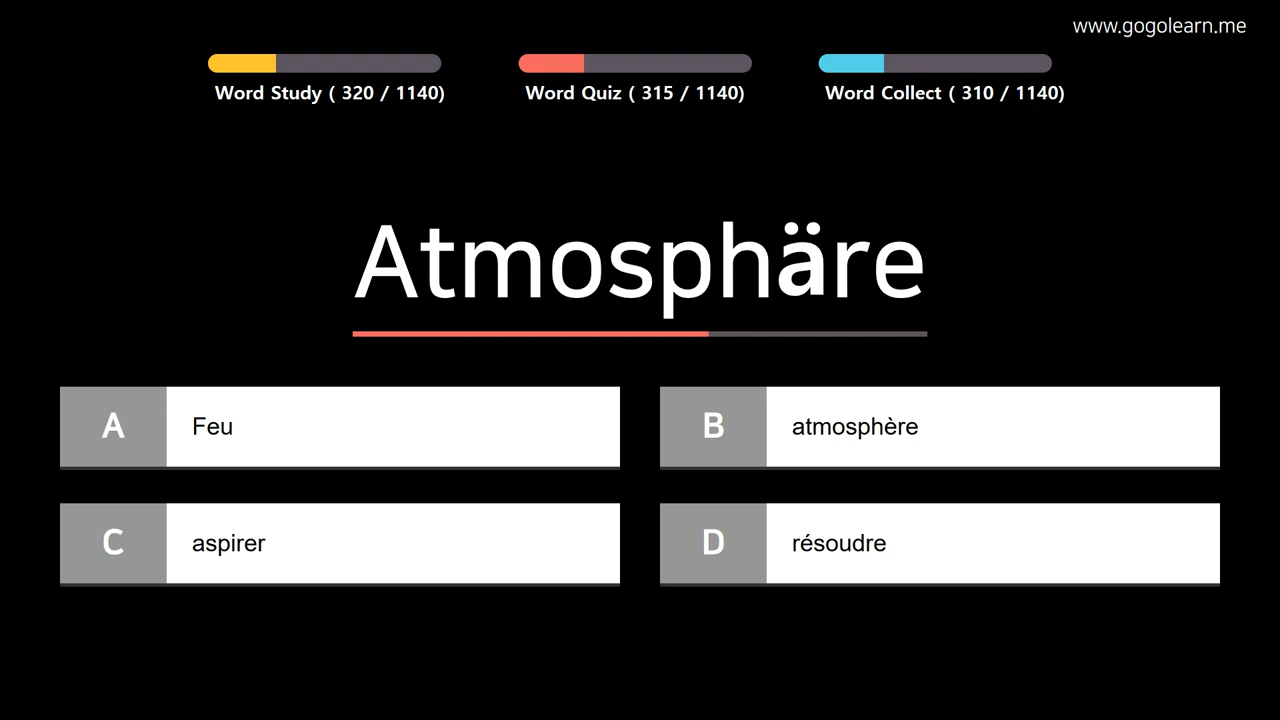 www.gogolearn.me
Word Study ( 320 / 1140)
Word Quiz ( 315 / 1140)
Word Collect ( 310 / 1140)
Atmosphäre
A
Feu
B
atmosphère
C
aspirer
D
résoudre